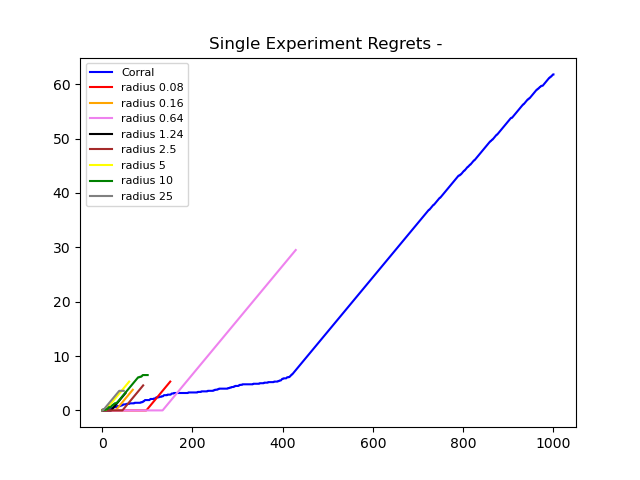 Single Experiment Regrets -
Corral
radius 0.08
radius 0.16
radius 0.64
radius 1.24
radius 2.5
radius 5
radius 10
radius 25
60
50
40
30
20
10
0
0 200 400 600 800 1000